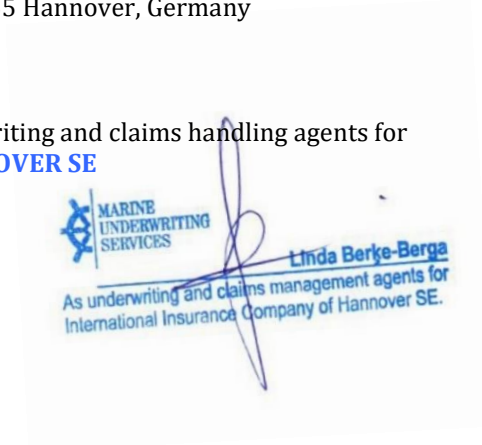 5 Hannover, Germany
riting and claims handling agents for
OVER SE
MARINE
UNDERWRITING
SERVICES
Linda Berķe-Berga
As underwriting and claims management agents for
International Insurance Company of Hannover SE.